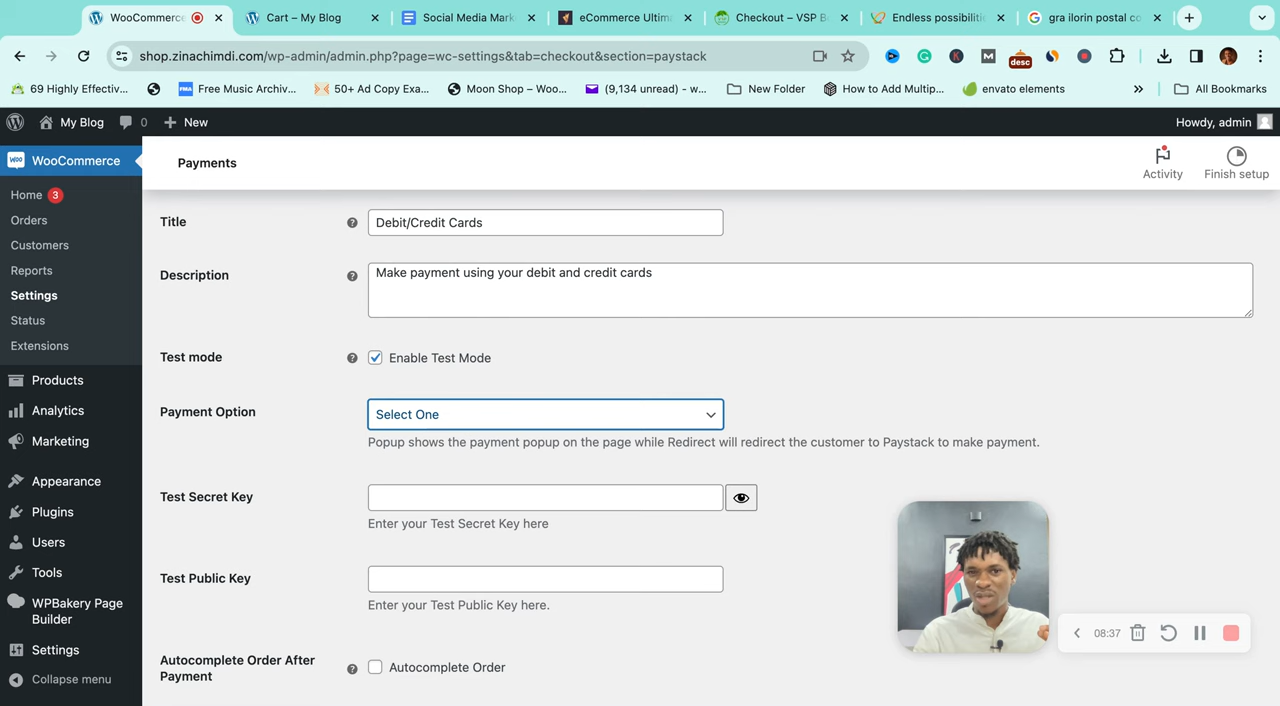 WooCommerce
Cart – My Blog
Social Media Mark
eCommerce Ultima
Checkout – VSP B
Endless possibiliti
gra ilorin postal co
shop.zinachimdi.com/wp-admin/admin.php?page=wc-settings&tab=checkout&section=paystack
desc
69 Highly Effectiv...
Free Music Archiv...
50+ Ad Copy Exa...
Moon Shop – Woo...
(9,134 unread) - w...
New Folder
How to Add Multip...
envato elements
All Bookmarks
My Blog
0
New
Howdy, admin
WooCommerce
Payments
Activity
Finish setup
Home 3
Orders
Customers
Reports
Settings
Status
Extensions
Products
Analytics
Marketing
Appearance
Plugins
Users
Tools
WPBakery Page
Builder
Settings
Collapse menu
Title
Debit/Credit Cards
Description
Make payment using your debit and credit cards
Test mode
Enable Test Mode
Payment Option
Select One
Popup shows the payment popup on the page while Redirect will redirect the customer to Paystack to make payment.
Test Secret Key
Enter your Test Secret Key here
Test Public Key
Enter your Test Public Key here.
Autocomplete Order After
Payment
Autocomplete Order
08:37